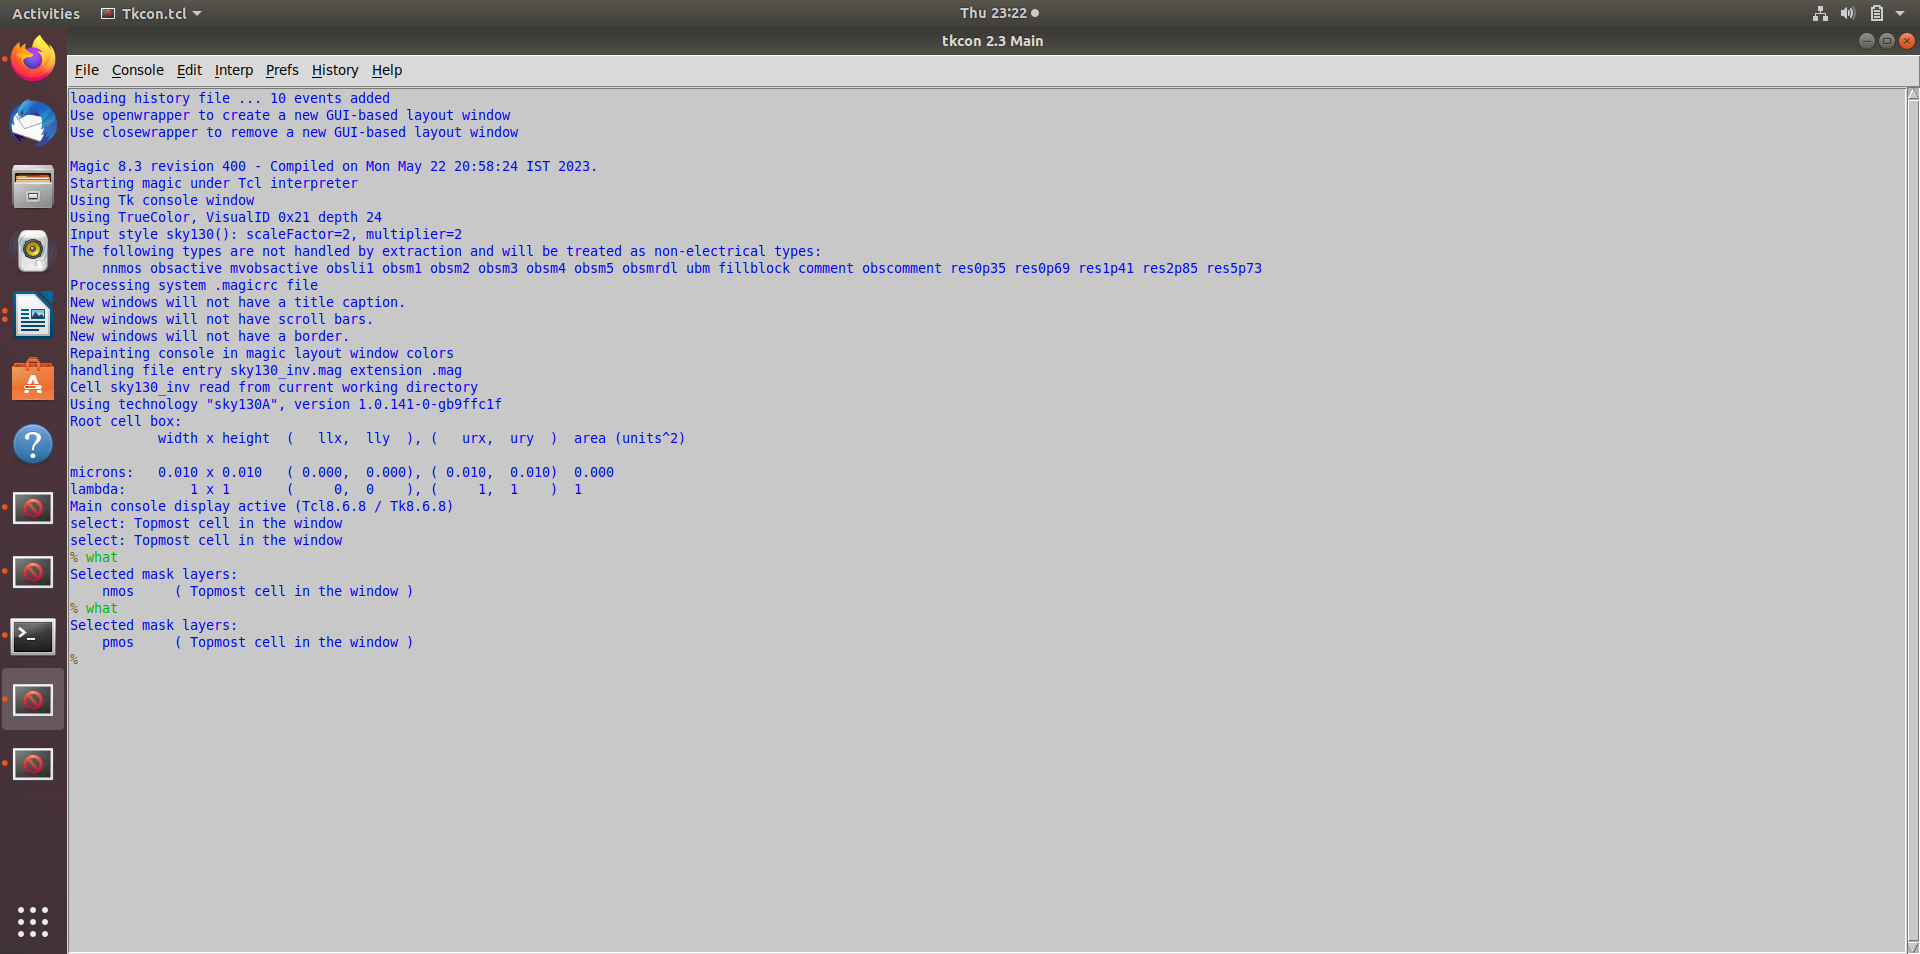 Activities Tkcon.tcl Thu 23:22
tkcon 2.3 Main
File Console Edit Interp Prefs History Help
loading history file ... 10 events added
Use openwrapper to create a new GUI-based layout window
Use closewrapper to remove a new GUI-based layout window
Magic 8.3 revision 400 - Compiled on Mon May 22 20:58:24 IST 2023.
Starting magic under Tcl interpreter
Using Tk console window
Using TrueColor, VisualID 0x21 depth 24
Input style sky130(): scaleFactor=2, multiplier=2
The following types are not handled by extraction and will be treated as non-electrical types:
nnmos obsactive mvobsactive obsli1 obsm1 obsm2 obsm3 obsm4 obsm5 obsmrdl ubm fillblock comment obscomment res0p35 res0p69 res1p41 res2p85 res5p73
Processing system .magicrc file
New windows will not have a title caption.
New windows will not have scroll bars.
New windows will not have a border.
Repainting console in magic layout window colors
handling file entry sky130_inv.mag extension .mag
Cell sky130_inv read from current working directory
Using technology "sky130A", version 1.0.141-0-gb9ffc1f
Root cell box:
width x height ( llx, lly ), ( urx, ury ) area (units^2)
microns: 0.010 x 0.010 ( 0.000, 0.000), ( 0.010, 0.010) 0.000
lambda: 1 x 1 ( 0, 0 ), ( 1, 1 ) 1
Main console display active (Tcl8.6.8 / Tk8.6.8)
select: Topmost cell in the window
select: Topmost cell in the window
% what
Selected mask layers:
nmos ( Topmost cell in the window )
% what
Selected mask layers:
pmos ( Topmost cell in the window )
%